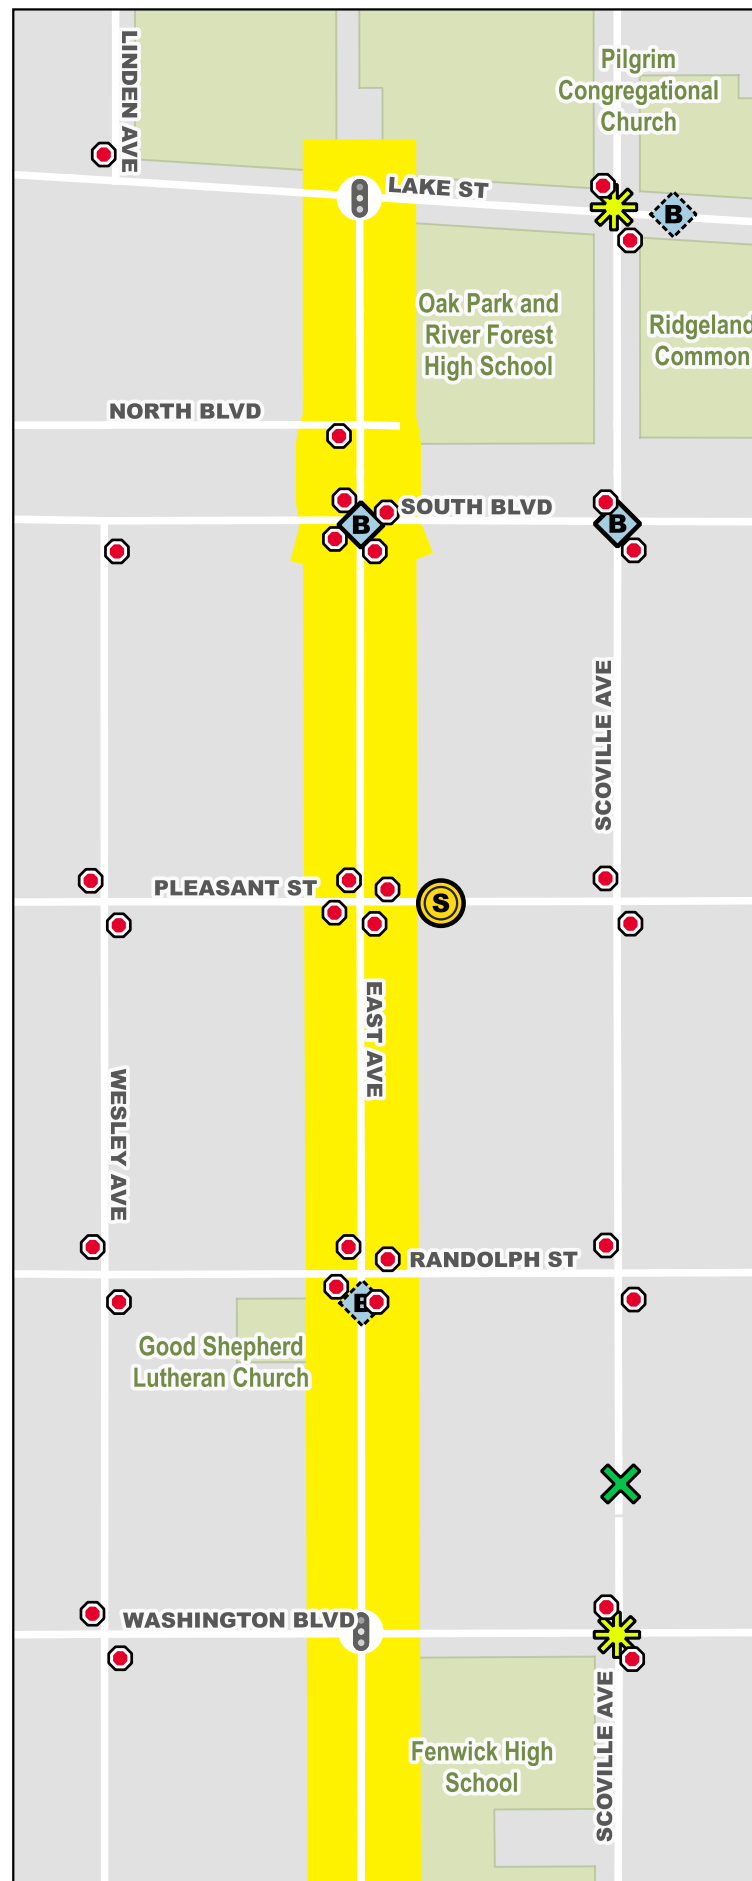 LINDEN AVE
Pilgrim
Congregational
Church
LAKE ST
B
Oak Park and
River Forest
High School
Ridgeland
Common
NORTH BLVD
SOUTH BLVD
B
B
SCOVILLE AVE
PLEASANT ST
S
EAST AVE
WESLEY AVE
RANDOLPH ST
B
Good Shepherd
Lutheran Church
WASHINGTON BLVD
SCOVILLE AVE
Fenwick High
School